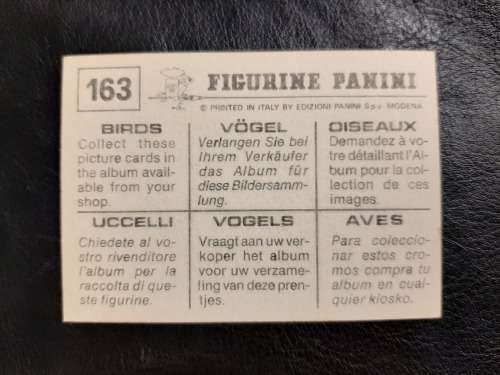 163
FIGURINE PANINI
© PRINTED IN ITALY BY EDIZIONI PANINI S.p.A. MODENA
BIRDS
Collect these
picture cards in
the album avail-
able from your
shop.
VÖGEL
Verlangen Sie bei
Ihrem Verkäufer
das Album für
diese Bildersamm-
lung.
OISEAUX
Demandez à vo-
tre détaillant l'Al-
bum pour la col-
lection de ces
images.
UCCELLI
Chiedete al vo-
stro rivenditore
l'album per la
raccolta di que-
ste figurine.
VOGELS
Vraagt aan uw ver-
koper het album
voor uw verzame-
ling van deze pren-
tjes.
AVES
Para coleccio-
nar estos cro-
mos compra tu
album en cual-
quier kiosko.